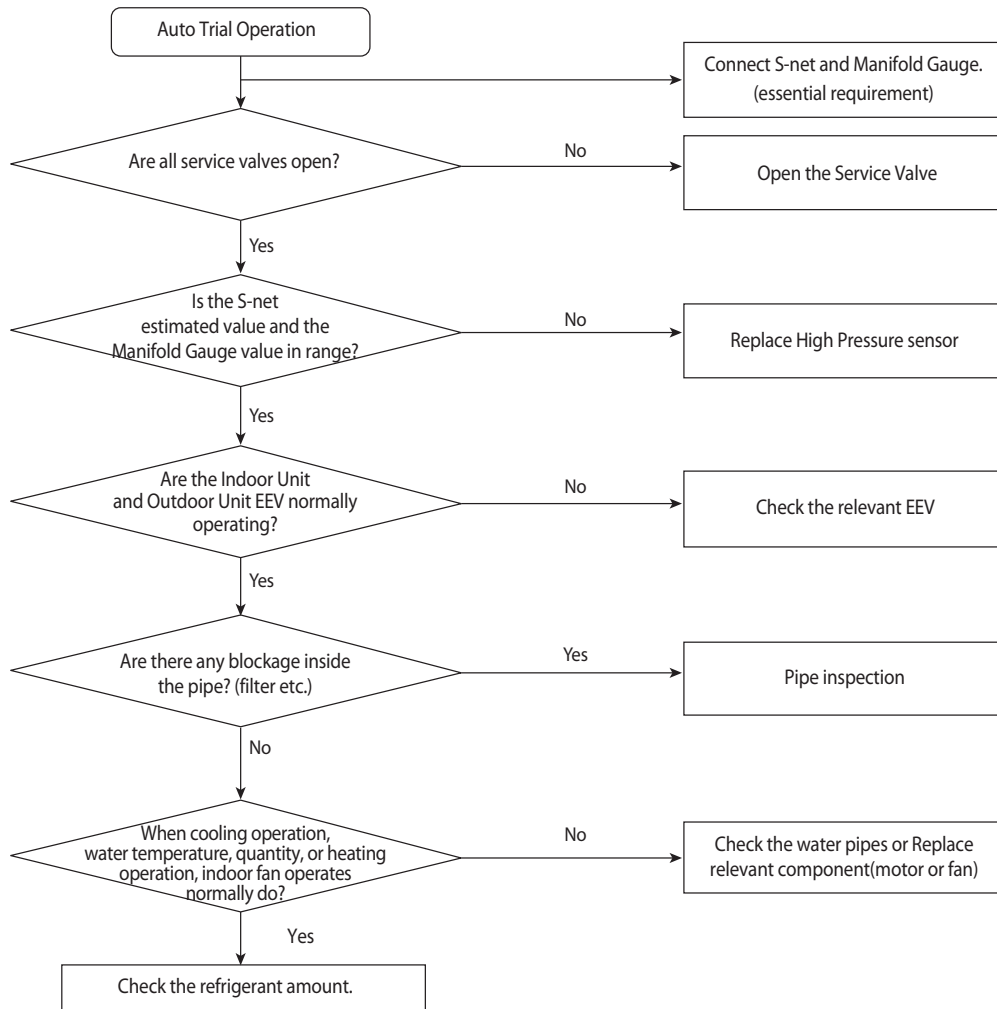 Auto Trial Operation
Connect S-net and Manifold Gauge.
(essential requirement)
Are all service valves open?
No
Open the Service Valve
Yes
Is the S-net
estimated value and the
Manifold Gauge value in range?
No
Replace High Pressure sensor
Yes
Are the Indoor Unit
and Outdoor Unit EEV normally
operating?
No
Check the relevant EEV
Yes
Are there any blockage inside
the pipe? (filter etc.)
Yes
Pipe inspection
No
When cooling operation,
water temperature, quantity, or heating
operation, indoor fan operates
normally do?
No
Check the water pipes or Replace
relevant component(motor or fan)
Yes
Check the refrigerant amount.